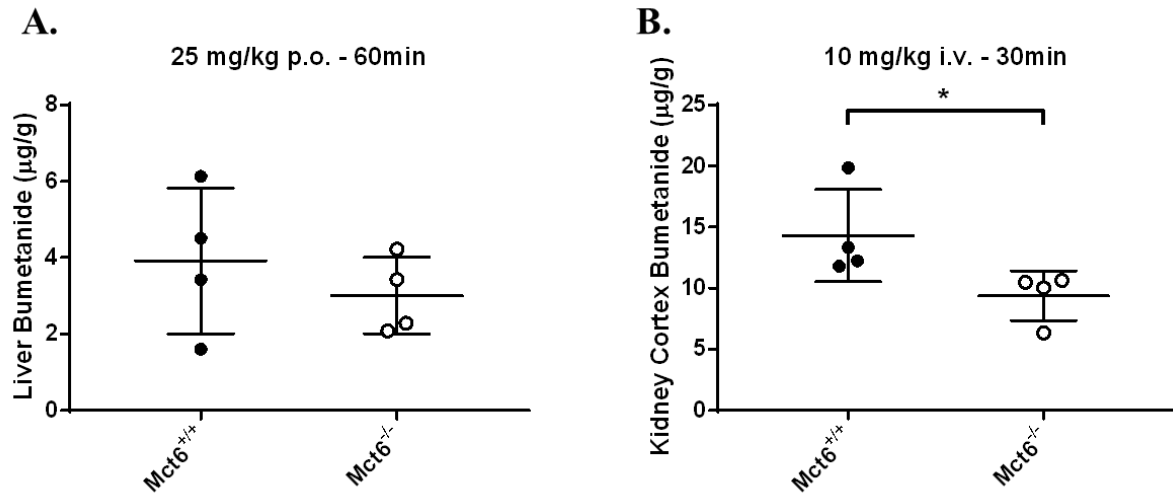 A.
25 mg/kg p.o. - 60min
Liver Bumetanide (μg/g)
8
6
4
2
0
Mct6+/+
Mct6-/-
B.
10 mg/kg i.v. - 30min
Kidney Cortex Bumetanide (μg/g)
25
20
15
10
5
0
*
Mct6+/+
Mct6-/-